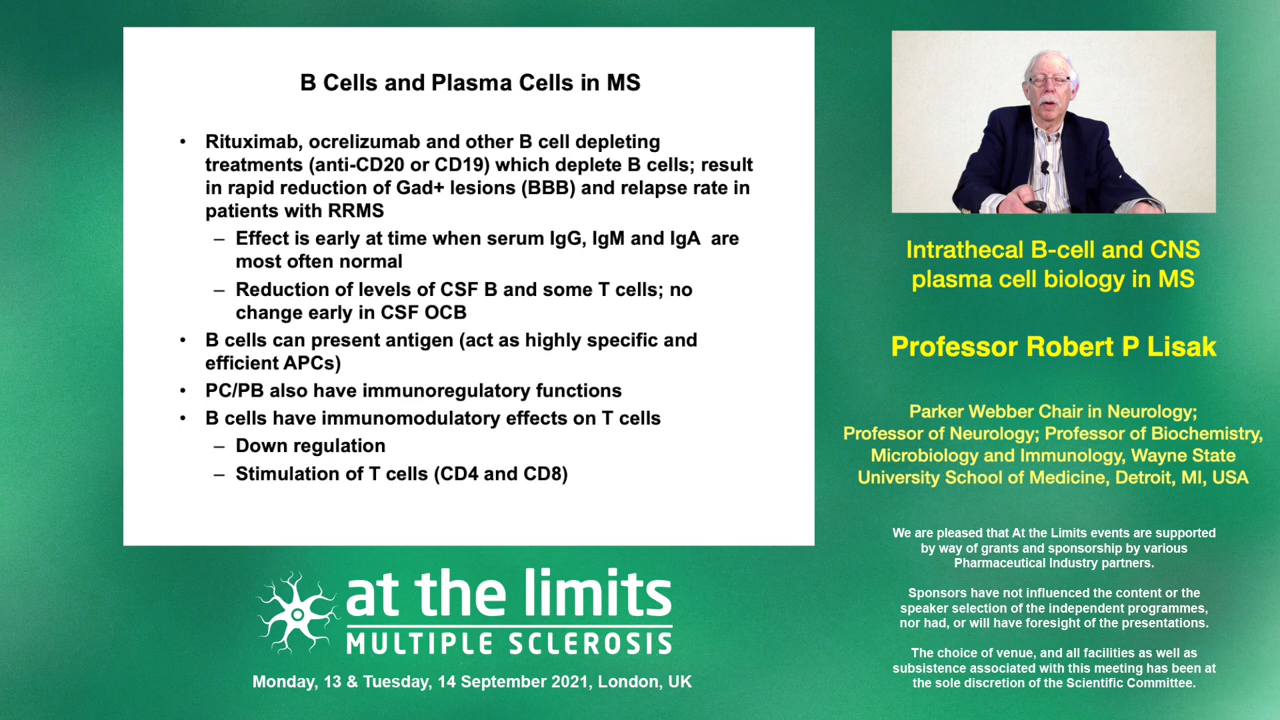 B Cells and Plasma Cells in MS
• Rituximab, ocrelizumab and other B cell depleting
treatments (anti-CD20 or CD19) which deplete B cells; result
in rapid reduction of Gad+ lesions (BBB) and relapse rate in
patients with RRMS
– Effect is early at time when serum IgG, IgM and IgA are
most often normal
– Reduction of levels of CSF B and some T cells; no
change early in CSF OCB
• B cells can present antigen (act as highly specific and
efficient APCs)
• PC/PB also have immunoregulatory functions
• B cells have immunomodulatory effects on T cells
– Down regulation
– Stimulation of T cells (CD4 and CD8)
at the limits
MULTIPLE SCLEROSIS
Monday, 13 & Tuesday, 14 September 2021, London, UK
Intrathecal B-cell and CNS
plasma cell biology in MS
Professor Robert P Lisak
Parker Webber Chair in Neurology;
Professor of Neurology; Professor of Biochemistry,
Microbiology and Immunology, Wayne State
University School of Medicine, Detroit, MI, USA
We are pleased that At the Limits events are supported
by way of grants and sponsorship by various
Pharmaceutical Industry partners.
Sponsors have not influenced the content or the
speaker selection of the independent programmes,
nor had, or will have foresight of the presentations.
The choice of venue, and all facilities as well as
subsistence associated with this meeting has been at
the sole discretion of the Scientific Committee.